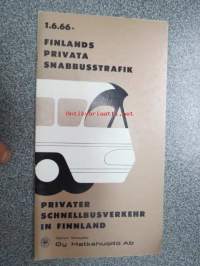 1.6.66-
FINLANDS
PRIVATA
SNABBUSSTRAFIK
PRIVATER
SCHNELLBUSVERKEHR
IN FINNLAND
Oy Matkahuolto Ab